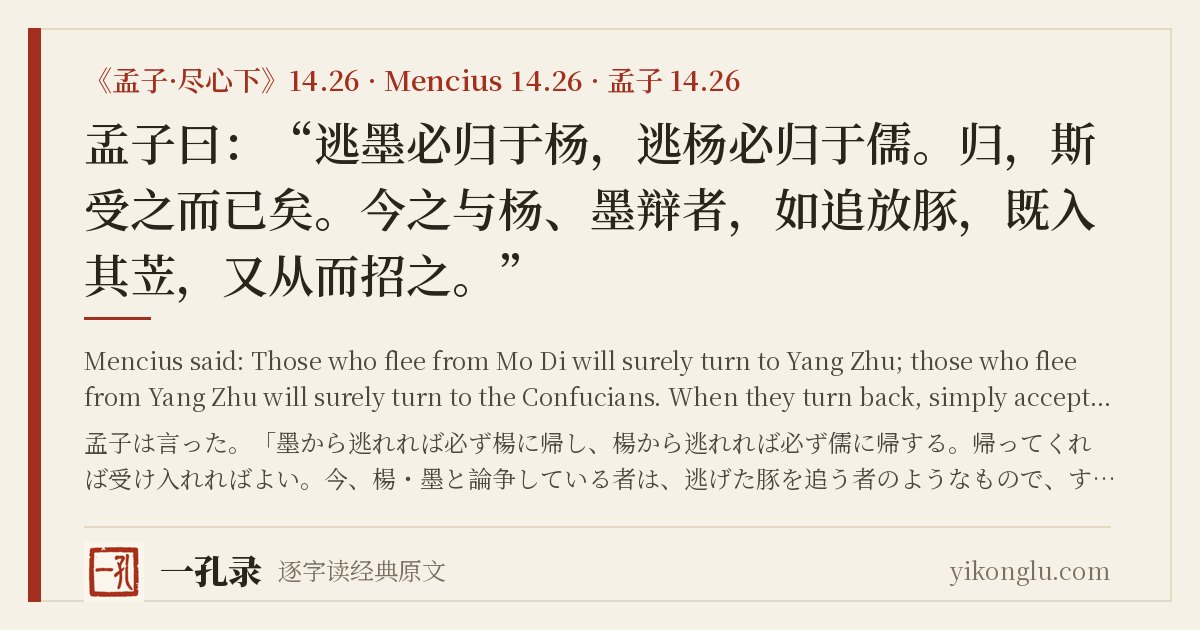 《孟子·尽心下》14.26 · Mencius 14.26 · 孟子 14.26
孟子曰：“逃墨必归于杨，逃杨必归于儒。归，斯
受之而已矣。今之与杨、墨辩者，如追放豚，既入
其苙，又从而招之。”
Mencius said: Those who flee from Mo Di will surely turn to Yang Zhu; those who flee
from Yang Zhu will surely turn to the Confucians. When they turn back, simply accept…
孟子は言った。「墨から逃れれば必ず楊に帰し、楊から逃れれば必ず儒に帰する。帰ってくれ
ば受け入れればよい。今、楊・墨と論争している者は、逃げた豚を追う者のようなもので、す…
一孔
一孔录 逐字读经典原文
yikonglu.com